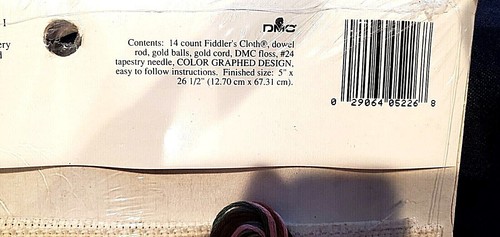 1
ery
DMC®
Contents: 14 count Fiddler's Cloth®, dowel
rod, gold balls, gold cord, DMC floss, #24
tapestry needle, COLOR GRAPHED DESIGN,
easy to follow instructions. Finished size: 5" x
26 1/2" (12.70 cm x 67.31 cm).
0 29064 05226 8